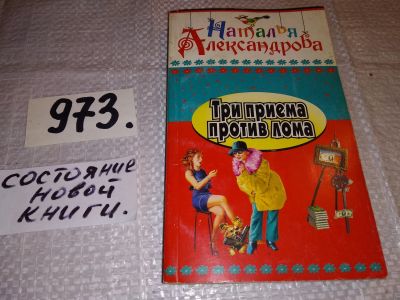 Наталья
Александрова
Три приема
против лома
973.
состояние
новой
книги.